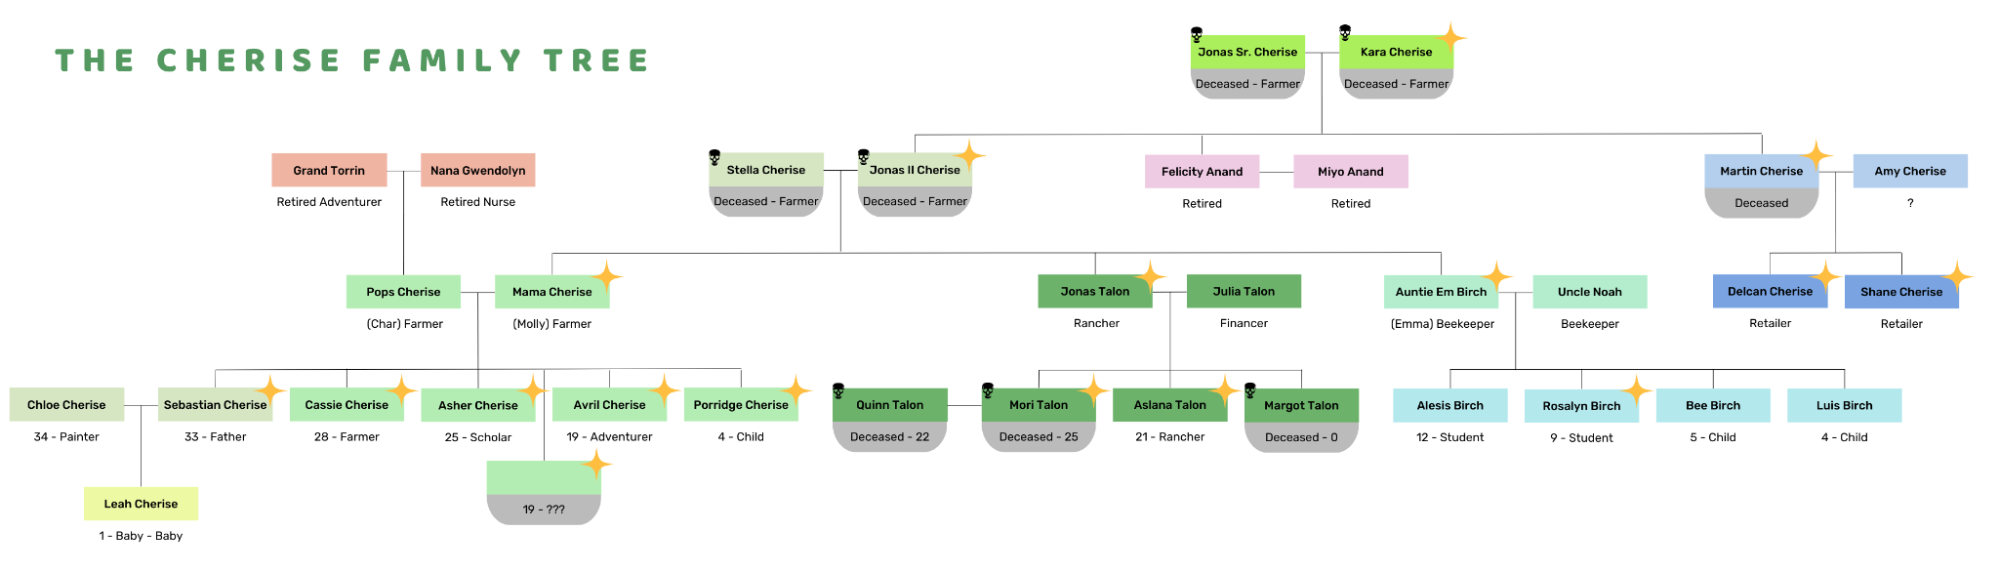 THE CHERISE FAMILY TREE
Jonas Sr. Cherise
Kara Cherise
Deceased - Farmer
Deceased - Farmer
Grand Torrin
Nana Gwendolyn
Stella Cherise
Jonas II Cherise
Felicity Anand
Miyo Anand
Martin Cherise
Amy Cherise
Retired Adventurer
Retired Nurse
Deceased - Farmer
Deceased - Farmer
Retired
Retired
Deceased
?
Pops Cherise
Mama Cherise
Jonas Talon
Julia Talon
Auntie Em Birch
Uncle Noah
Delcan Cherise
Shane Cherise
(Char) Farmer
(Molly) Farmer
Rancher
Financer
(Emma) Beekeeper
Beekeeper
Retailer
Retailer
Chloe Cherise
Sebastian Cherise
Cassie Cherise
Asher Cherise
Avril Cherise
Porridge Cherise
Quinn Talon
Mori Talon
Aslana Talon
Margot Talon
Alesis Birch
Rosalyn Birch
Bee Birch
Luis Birch
34 - Painter
33 - Father
28 - Farmer
25 - Scholar
19 - Adventurer
4 - Child
Deceased - 22
Deceased - 25
21 - Rancher
Deceased - 0
12 - Student
9 - Student
5 - Child
4 - Child
Leah Cherise
19 - ???
1 - Baby - Baby